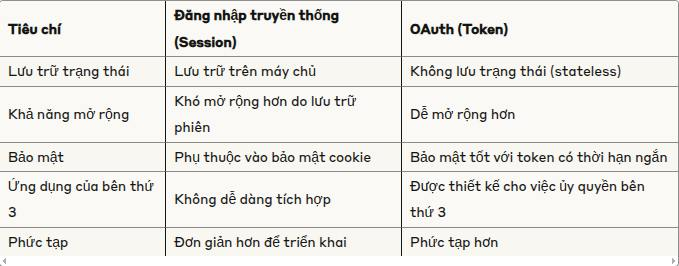 Tiêu chí
Đăng nhập truyền thống
(Session)
OAuth (Token)
Lưu trữ trạng thái
Lưu trữ trên máy chủ
Không lưu trạng thái (stateless)
Khả năng mở rộng
Khó mở rộng hơn do lưu trữ
phiên
Dễ mở rộng hơn
Bảo mật
Phụ thuộc vào bảo mật cookie
Bảo mật tốt với token có thời hạn ngắn
Ứng dụng của bên thứ
3
Không dễ dàng tích hợp
Được thiết kế cho việc ủy quyền bên
thứ 3
Phức tạp
Đơn giản hơn để triển khai
Phức tạp hơn